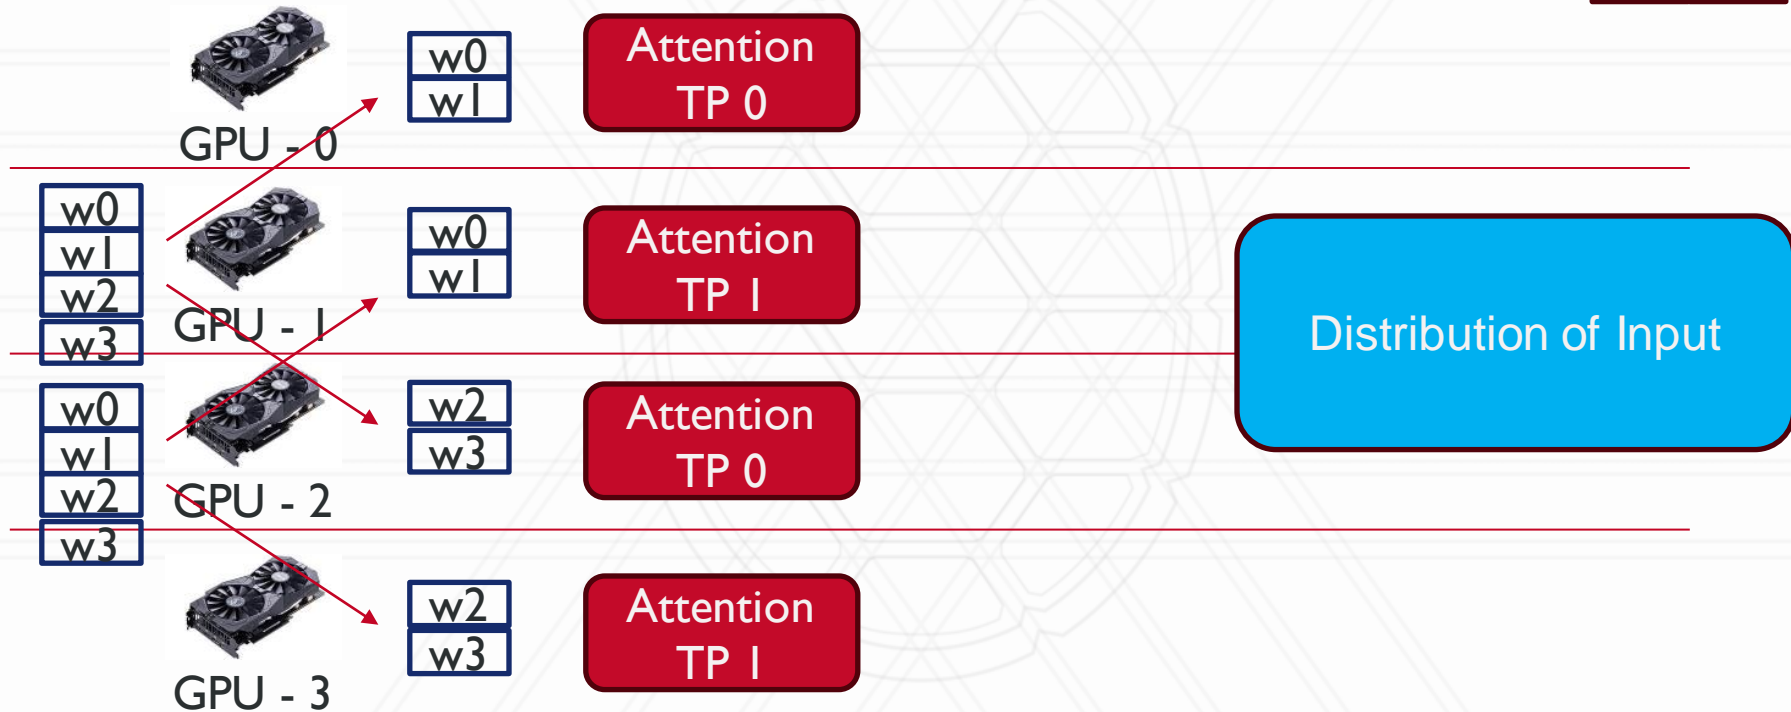 w0
w1
Attention
TP 0
GPU - 0
w0
w1
w2
w3
w0
w1
Attention
TP 1
GPU - 1
Distribution of Input
w0
w1
w2
w3
w2
w3
Attention
TP 0
GPU - 2
w2
w3
Attention
TP 1
GPU - 3